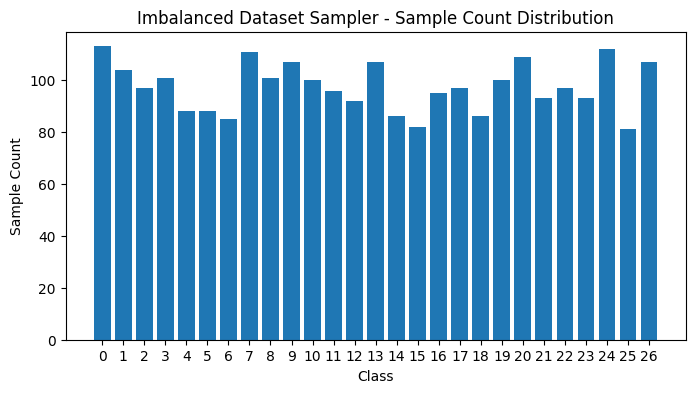 Imbalanced Dataset Sampler - Sample Count Distribution
100
80
60
40
20
0
Sample Count
0 1 2 3 4 5 6 7 8 9 10 11 12 13 14 15 16 17 18 19 20 21 22 23 24 25 26
Class